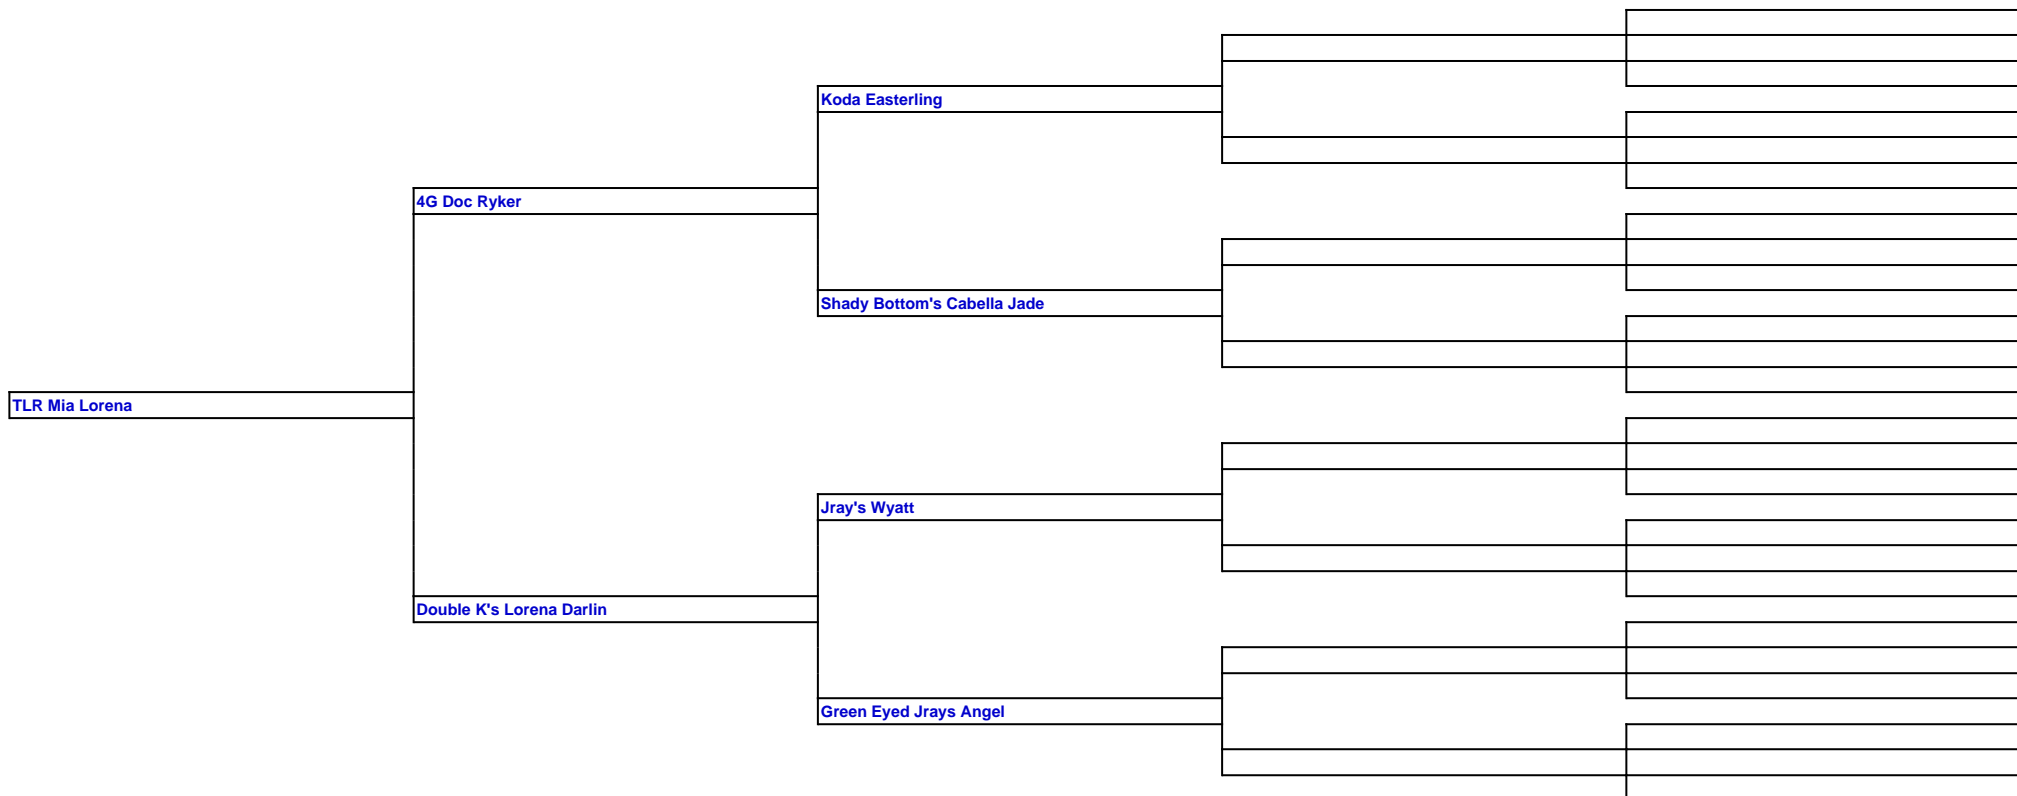 Koda Easterling
4G Doc Ryker
Shady Bottom's Cabella Jade
TLR Mia Lorena
Jray's Wyatt
Double K's Lorena Darlin
Green Eyed Jrays Angel